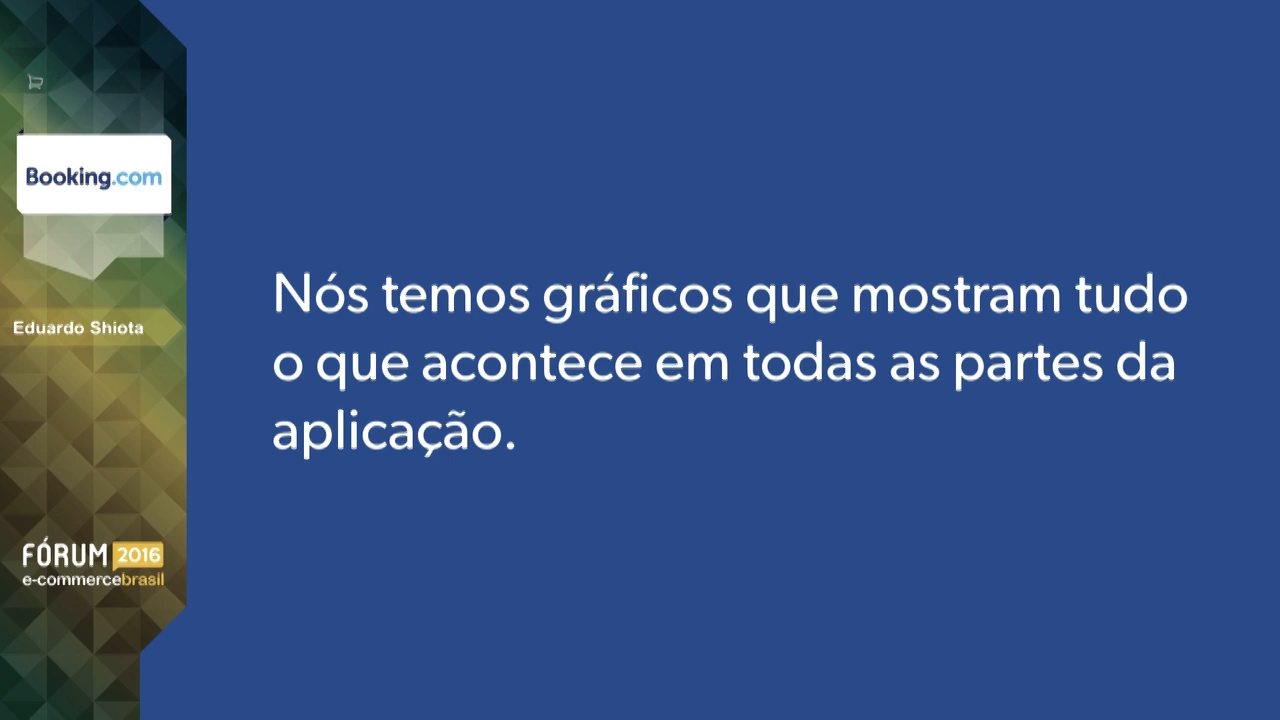 Booking.com
Eduardo Shiota
FÓRUM 2016
e-commercebrasil
Nós temos gráficos que mostram tudo
o que acontece em todas as partes da
aplicação.